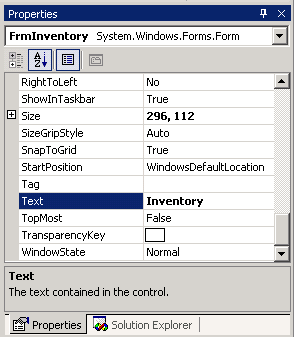 Properties
FrmInventory System.Windows.Forms.Form
RightToLeft No
ShowInTaskbar True
Size 296, 112
SizeGripStyle Auto
SnapToGrid True
StartPosition WindowsDefaultLocation
Tag
Text Inventory
TopMost False
TransparencyKey
WindowState Normal
Text
The text contained in the control.
Properties Solution Explorer